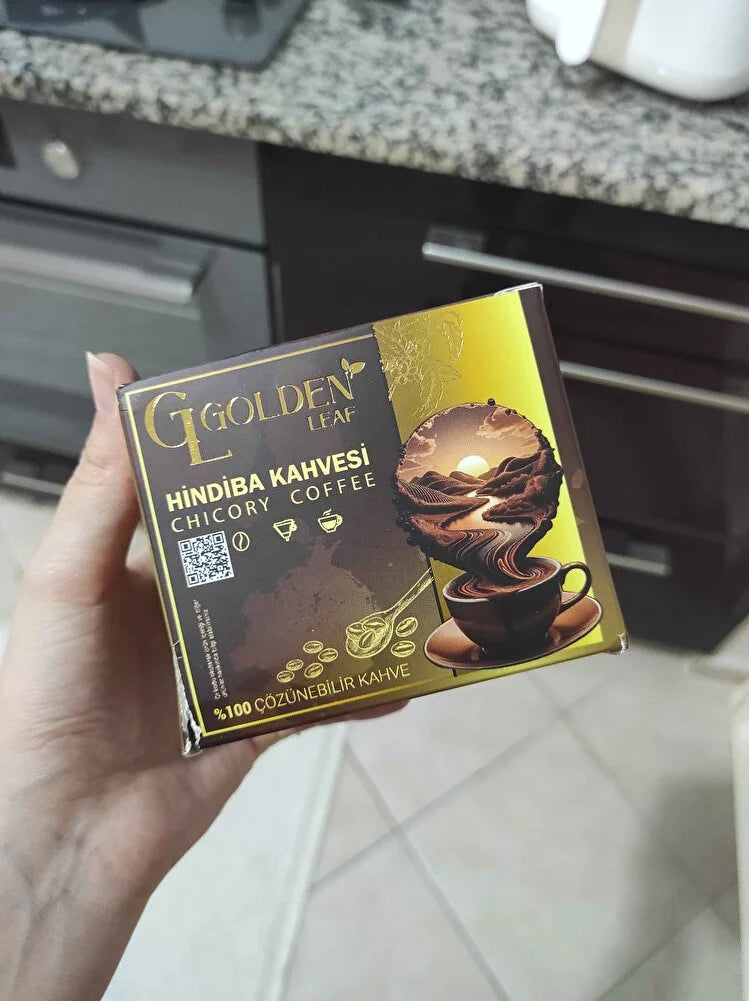 GL GOLDEN
LEAF
HİNDİBA KAHVESİ
CHICORY COFFEE
%100 ÇÖZÜNEBİLİR KAHVE